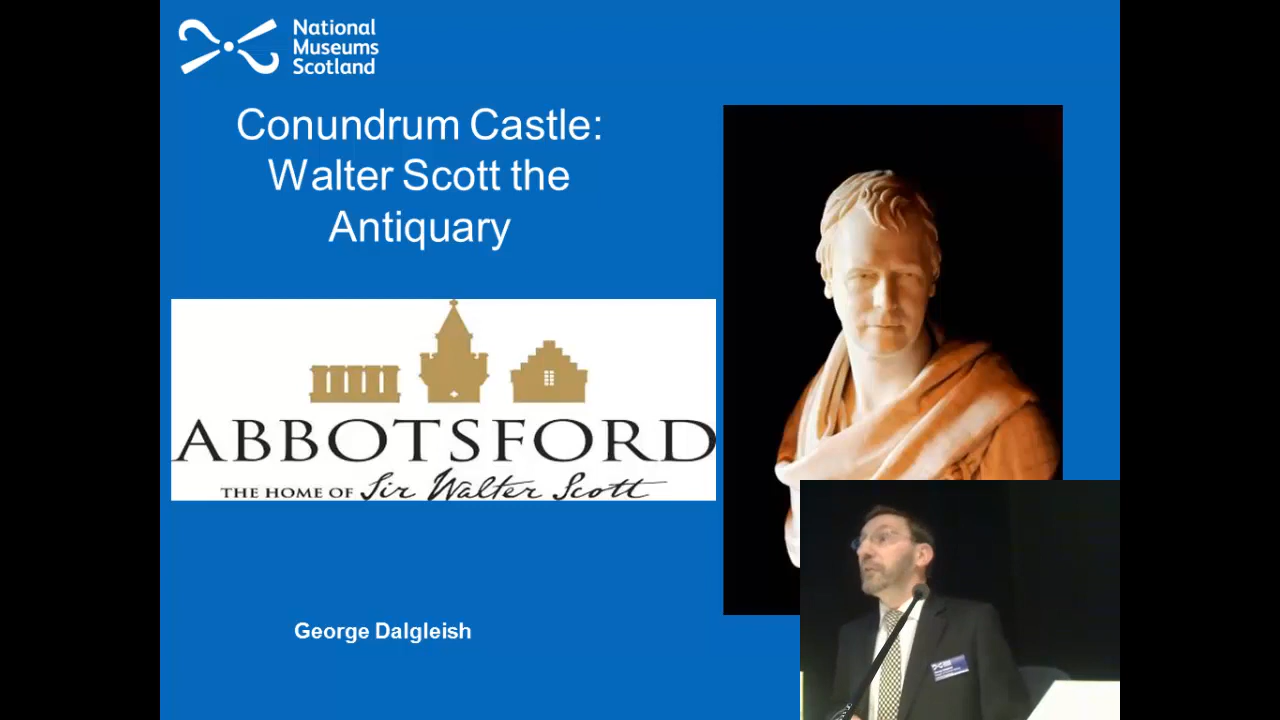 National
Museums
Scotland
Conundrum Castle:
Walter Scott the
Antiquary
ABBOTSFORD
THE HOME OF Sir Walter Scott
George Dalgleish